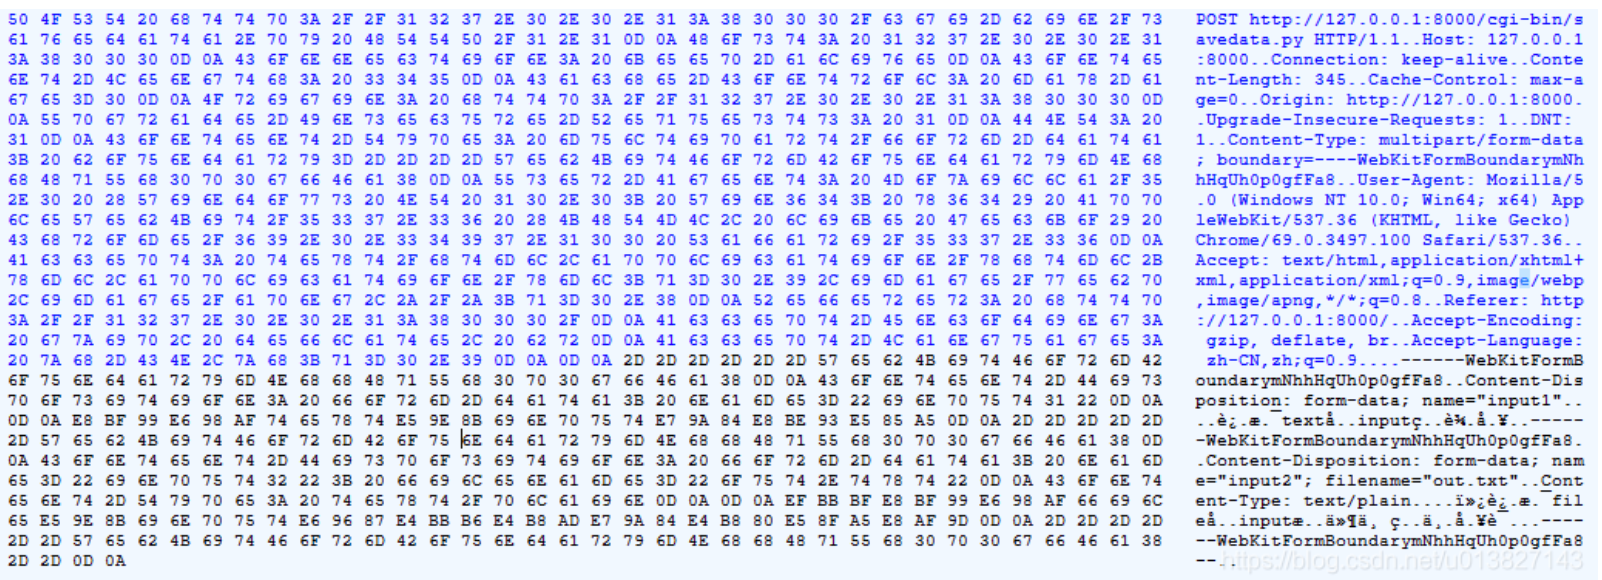 50 4F 53 54 20 68 74 74 70 3A 2F 2F 31 32 37 2E 30 2E 30 2E 31 3A 38 30 30 30 2F 63 67 69 2D 62 69 6E 2F 73 POST http://127.0.0.1:8000/cgi-bin/s
61 76 65 64 61 74 61 2E 70 79 20 48 54 54 50 2F 31 2E 31 0D 0A 48 6F 73 74 3A 20 31 32 37 2E 30 2E 30 2E 31 avedata.py HTTP/1.1..Host: 127.0.0.1
3A 38 30 30 30 0D 0A 43 6F 6E 6E 65 63 74 69 6F 6E 3A 20 6B 65 65 70 2D 61 6C 69 76 65 0D 0A 43 6F 6E 74 65 :8000..Connection: keep-alive..Conte
6E 74 2D 4C 65 6E 67 74 68 3A 20 33 34 35 0D 0A 43 61 63 68 65 2D 43 6F 6E 74 72 6F 6C 3A 20 6D 61 78 2D 61 nt-Length: 345..Cache-Control: max-a
67 65 3D 30 0D 0A 4F 72 69 67 69 6E 3A 20 68 74 74 70 3A 2F 2F 31 32 37 2E 30 2E 30 2E 31 3A 38 30 30 30 0D ge=0..Origin: http://127.0.0.1:8000.
0A 55 70 67 72 61 64 65 2D 49 6E 73 65 63 75 72 65 2D 52 65 71 75 65 73 74 73 3A 20 31 0D 0A 44 4E 54 3A 20 .Upgrade-Insecure-Requests: 1..DNT:
31 0D 0A 43 6F 6E 74 65 6E 74 2D 54 79 70 65 3A 20 6D 75 6C 74 69 70 61 72 74 2F 66 6F 72 6D 2D 64 61 74 61 1..Content-Type: multipart/form-data
3B 20 62 6F 75 6E 64 61 72 79 3D 2D 2D 2D 2D 57 65 62 4B 69 74 46 6F 72 6D 42 6F 75 6E 64 61 72 79 6D 4E 68 ; boundary=----WebKitFormBoundarymNh
68 48 71 55 68 30 70 30 67 66 46 61 38 0D 0A 55 73 65 72 2D 41 67 65 6E 74 3A 20 4D 6F 7A 69 6C 6C 61 2F 35 hHqUh0p0gfFa8..User-Agent: Mozilla/5
2E 30 20 28 57 69 6E 64 6F 77 73 20 4E 54 20 31 30 2E 30 3B 20 57 69 6E 36 34 3B 20 78 36 34 29 20 41 70 70 .0 (Windows NT 10.0; Win64; x64) App
6C 65 57 65 62 4B 69 74 2F 35 33 37 2E 33 36 20 28 4B 48 54 4D 4C 2C 20 6C 69 6B 65 20 47 65 63 6B 6F 29 20 leWebKit/537.36 (KHTML, like Gecko)
43 68 72 6F 6D 65 2F 36 39 2E 30 2E 33 34 39 37 2E 31 30 30 20 53 61 66 61 72 69 2F 35 33 37 2E 33 36 0D 0A Chrome/69.0.3497.100 Safari/537.36..
41 63 63 65 70 74 3A 20 74 65 78 74 2F 68 74 6D 6C 2C 61 70 70 6C 69 63 61 74 69 6F 6E 2F 78 68 74 6D 6C 2B Accept: text/html,application/xhtml+
78 6D 6C 2C 61 70 70 6C 69 63 61 74 69 6F 6E 2F 78 6D 6C 3B 71 3D 30 2E 39 2C 69 6D 61 67 65 2F 77 65 62 70 xml,application/xml;q=0.9,image/webp
2C 69 6D 61 67 65 2F 61 70 6E 67 2C 2A 2F 2A 3B 71 3D 30 2E 38 0D 0A 52 65 66 65 72 65 72 3A 20 68 74 74 70 ,image/apng,*/*;q=0.8..Referer: http
3A 2F 2F 31 32 37 2E 30 2E 30 2E 31 3A 38 30 30 30 2F 0D 0A 41 63 63 65 70 74 2D 45 6E 63 6F 64 69 6E 67 3A ://127.0.0.1:8000/..Accept-Encoding:
20 67 7A 69 70 2C 20 64 65 66 6C 61 74 65 2C 20 62 72 0D 0A 41 63 63 65 70 74 2D 4C 61 6E 67 75 61 67 65 3A gzip, deflate, br..Accept-Language:
20 7A 68 2D 43 4E 2C 7A 68 3B 71 3D 30 2E 39 0D 0A 0D 0A 2D 2D 2D 2D 2D 2D 57 65 62 4B 69 74 46 6F 72 6D 42 zh-CN,zh;q=0.9....------WebKitFormB
6F 75 6E 64 61 72 79 6D 4E 68 68 48 71 55 68 30 70 30 67 66 46 61 38 0D 0A 43 6F 6E 74 65 6E 74 2D 44 69 73 oundarymNhhHqUh0p0gfFa8..Content-Dis
70 6F 73 69 74 69 6F 6E 3A 20 66 6F 72 6D 2D 64 61 74 61 3B 20 6E 61 6D 65 3D 22 69 6E 70 75 74 31 22 0D 0A position: form-data; name="input1"..
0D 0A E8 BF 99 E6 98 AF 74 65 78 74 E5 9E 8B 69 6E 70 75 74 E7 9A 84 E8 BE 93 E5 85 A5 0D 0A 2D 2D 2D 2D 2D ..è¿.æ.¯textå..inputç..è¾.å.¥..-----
2D 57 65 62 4B 69 74 46 6F 72 6D 42 6F 75 6E 64 61 72 79 6D 4E 68 68 48 71 55 68 30 70 30 67 66 46 61 38 0D -WebKitFormBoundarymNhhHqUh0p0gfFa8.
0A 43 6F 6E 74 65 6E 74 2D 44 69 73 70 6F 73 69 74 69 6F 6E 3A 20 66 6F 72 6D 2D 64 61 74 61 3B 20 6E 61 6D .Content-Disposition: form-data; nam
65 3D 22 69 6E 70 75 74 32 22 3B 20 66 69 6C 65 6E 61 6D 65 3D 22 6F 75 74 2E 74 78 74 22 0D 0A 43 6F 6E 74 e="input2"; filename="out.txt"..Cont
65 6E 74 2D 54 79 70 65 3A 20 74 65 78 74 2F 70 6C 61 69 6E 0D 0A 0D 0A EF BB BF E8 BF 99 E6 98 AF 66 69 6C ent-Type: text/plain....ï»¿è¿.æ.¯fil
65 E5 9E 8B 69 6E 70 75 74 E6 96 87 E4 BB B6 E4 B8 AD E7 9A 84 E4 B8 80 E5 8F A5 E8 AF 9D 0D 0A 2D 2D 2D 2D eå..inputæ..ä»¶ä¸­ç..ä¸.å.¥è¯...----
2D 2D 57 65 62 4B 69 74 46 6F 72 6D 42 6F 75 6E 64 61 72 79 6D 4E 68 68 48 71 55 68 30 70 30 67 66 46 61 38 --WebKitFormBoundarymNhhHqUh0p0gfFa8
2D 2D 0D 0A --..
https://blog.csdn.net/u013827143